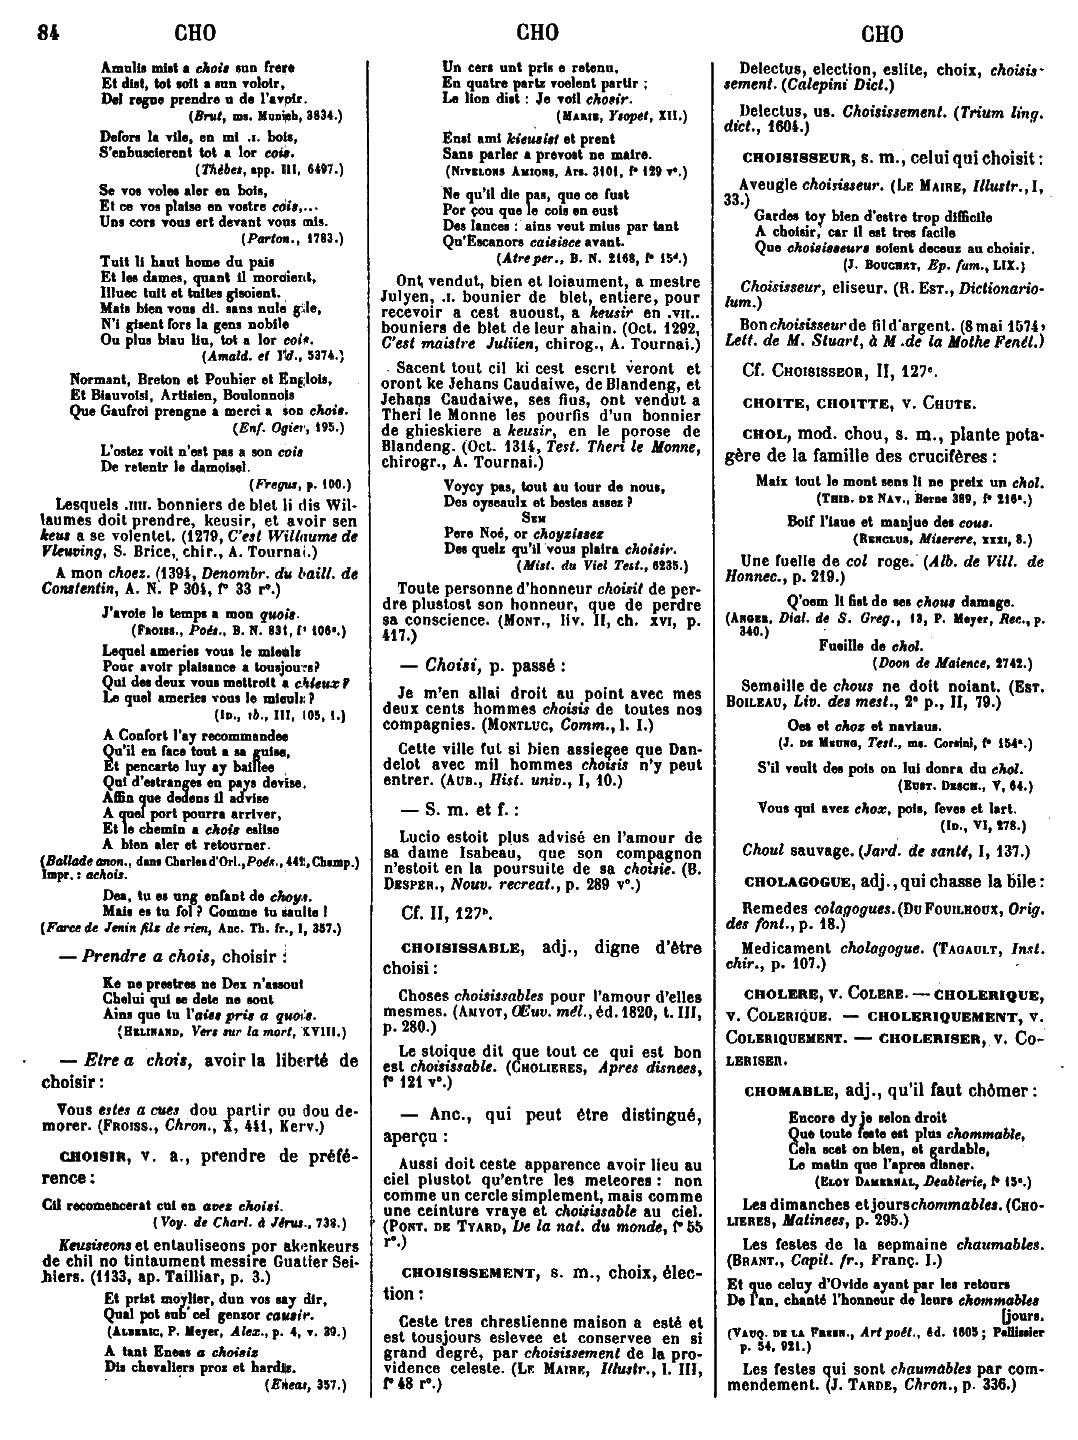 84
CHO
CHO
CHO
Amulis mist a chois sun frere
Et dist, tot soit a sun voloir,
Del regne prendre u de l'avoir.
(Brut, ms. Munich, 3834.)
Defors la vile, en mi .I. bois,
S'enbuscierent tot a lor cois.
(Thèbes, app. III, 6497.)
Se vos voles aler en bois,
Et ce vos plaise en vostre cois,...
Uns cors vous ert devant vous mis.
(Parton., 1783.)
Tuit li haut home du pais
Et les dames, quant il mordient,
Illuec tuit et tuites gisoient.
Mais bien vous di. sans nule gile,
N'i gisent fors la gens nobile
Ou plus biau liu, tot a lor cois.
(Amald. et Yd., 5374.)
Normant, Breton et Pouhier et Englois,
Et Biauvoisi, Artisien, Boulonnois
Que Gaufroi prengne a merci a son chois.
(Enf. Ogier, 195.)
L'ostez voit n'est pas a son cois
De retenir le damoisel.
(Fregus, p. 100.)
Lesquels .IIII. bonniers de blet li dis Wil-
laumes doit prendre, keusir, et avoir sen
keus a se volentet. (1279, C'est Willaume de
Vleuving, S. Brice, chir., A. Tournai.)
A mon choez. (1394, Denombr. du baill. de
Constentin, A. N. P 304, f° 33 r°.)
J'avoie le temps a mon quois.
(FROISS., Poés., B. N. 831, f° 106ª.)
Lequel ameries vous le mieuls
Pour avoir plaisance a tousjours?
Qui des deux vous mettroit a chieux ?
Le quel ameries vous le mieulx ?
(ID., ib., III, 105, 1.)
A Confort l'ay recommandee
Qu'il en face tout a sa guise,
Et pencarte luy ay baillee
Qui d'estranges en pays devise,
Affin que dedens il advise
A quel port pourra arriver,
Et le chemin a chois eslise
A bien aler et retourner.
(Ballade anon., dans Charles d'Orl., Poés., 442, Champ.)
Impr. : achois.
Dea, tu es ung enfant de choys.
Mais es tu fol ? Comme tu saulte !
(Farce de Jenin filz de rien, Anc. Th. fr., I, 357.)
— Prendre a chois, choisir :
Ke ne prestres ne Dex n'assout
Chelui qui se dete ne sout
Ains que tu l'aies pris a quois.
(HELINAND, Vers sur la mort, XVIII.)
— Etre a chois, avoir la liberté de
choisir :
Vous estes a cues dou partir ou dou de-
morer. (FROISS., Chron., X, 441, Kerv.)
CHOISIR, v. a., prendre de préfé-
rence :
Cil recomencerat cui en avez choisi.
(Voy. de Charl. à Jérus., 738.)
Keusiseons et entauliseons por akenkeurs
de chil no tintaument messire Guatier Sei-
hiers. (1133, ap. Tailliar, p. 3.)
Et prist moylier, dun vos say dir,
Qual pot sub cel genzor causir.
(ALBERIC, P. Meyer, Alex., p. 4, v. 39.)
A tant Eneas a choisiz
Dis chevaliers proz et hardiz.
(Eneas, 357.)
Un cers unt pris e retenu,
En quatre partz voelent partir ;
Le lion dist : Je voil chosir.
(MARIE, Ysopet, XII.)
Ensi ami kieusist et prent
Sans parler a prevost ne maire.
(NIVELONS AMIONS, Ars. 3101, f° 129 v°.)
Ne qu'il die pas, que ce fust
Por çou que le cois en eust
Des lances : ains veut mius par tant
Qu'Escanors caisisce avant.
(Atre per., B. N. 2168, f° 15ᵈ.)
Ont vendut, bien et loiaument, a mestre
Julyen, .I. bounier de blet, entiere, pour
recevoir a cest auoust, a keusir en .VII..
bouniers de blet de leur ahain. (Oct. 1292,
C'est maistre Juliien, chirog., A. Tournai.)
Sacent tout cil ki cest escrit veront et
oront ke Jehans Caudaiwe, de Blandeng, et
Jehans Caudaiwe, ses fius, ont vendut a
Theri le Monne les pourfis d'un bonnier
de ghieskiere a keusir, en le porose de
Blandeng. (Oct. 1314, Test. Theri le Monne,
chirogr., A. Tournai.)
Voycy pas, tout au tour de nous,
Des oyseaulx et bestes assez ?
SEM
Pere Noé, or choyzissez
Des quelz qu'il vous plaira choisir.
(Mist. du Viel Test., 6235.)
Toute personne d'honneur choisit de per-
dre plustost son honneur, que de perdre
sa conscience. (MONT., liv. II, ch. XVI, p.
417.)
— Choisi, p. passé :
Je m'en allai droit au point avec mes
deux cents hommes choisis de toutes nos
compagnies. (MONTLUC, Comm., l. I.)
Cette ville fut si bien assiegee que Dan-
delot avec mil hommes choisis n'y peut
entrer. (AUB., Hist. univ., I, 10.)
— S. m. et f. :
Lucio estoit plus advisé en l'amour de
sa dame Isabeau, que son compagnon
n'estoit en la poursuite de sa choisie. (B.
DESPER., Nouv. recreat., p. 289 v°.)
Cf. II, 127ᵇ.
CHOISISSABLE, adj., digne d'être
choisi :
Choses choisissables pour l'amour d'elles
mesmes. (AMYOT, Œuv. mêl., éd. 1820, t. III,
p. 280.)
Le stoique dit que tout ce qui est bon
est choisissable. (CHOLIERES, Apres disnees,
f° 121 v°.)
— Anc., qui peut être distingué,
aperçu :
Aussi doit ceste apparence avoir lieu au
ciel plustot qu'entre les meteores : non
comme un cercle simplement, mais comme
une ceinture vraye et choisissable au ciel.
(PONT. DE TYARD, De la nat. du monde, f° 55
r°.)
CHOISISSEMENT, s. m., choix, élec-
tion :
Ceste tres chrestienne maison a esté et
est tousjours eslevee et conservee en si
grand degré, par choisissement de la pro-
vidence celeste. (LE MAIRE, Illustr., l. III,
f° 48 r°.)
Delectus, election, eslite, choix, choisis-
sement. (Calepini Dict.)
Delectus, us. Choisissement. (Trium ling.
dict., 1604.)
CHOISISSEUR, s. m., celui qui choisit :
Aveugle choisisseur. (LE MAIRE, Illustr., I,
33.)
Gardes toy bien d'estre trop difficile
A choisir, car il est tres facile
Que choisisseurs soient deceuz au choisir.
(J. BOUCHET, Ep. fam., LIX.)
Choisisseur, eliseur. (R. EST., Dictionario-
lum.)
Bon choisisseur de fil d'argent. (8 mai 1574,
Lett. de M. Stuart, à M. de la Mothe Fenél.)
Cf. CHOISISSEOR, II, 127ᶜ.
CHOITE, CHOITTE, v. CHUTE.
CHOL, mod. chou, s. m., plante pota-
gère de la famille des crucifères :
Maix tout le mont sens li ne preix un chol.
(THIB. DE NAV., Berne 389, f° 216ª.)
Boif l'iaue et manjue des cous.
(RENCLUS, Miserere, XXXI, 8.)
Une fuelle de col roge. (Alb. de Vill. de
Honnec., p. 219.)
Q'oem li fist de ses chous damage.
(ANGER, Dial. de S. Greg., 13, P. Meyer, Rec., p.
340.)
Fueille de chol.
(Doon de Maience, 2742.)
Semaille de chous ne doit noiant. (EST.
BOILEAU, Liv. des mest., 2° p., II, 79.)
Oes et choz et naviaus.
(J. DE MEUNG, Test., ms. Corsini, f° 154ª.)
S'il veult des pois on lui donra du chol.
(EUST. DESCH., V, 64.)
Vous qui avez chox, pois, feves et lart.
(ID., VI, 278.)
Choul sauvage. (Jard. de santé, I, 137.)
CHOLAGOGUE, adj., qui chasse la bile :
Remedes colagogues. (DU FOUILHOUX, Orig.
des font., p. 18.)
Medicament cholagogue. (TAGAULT, Inst.
chir., p. 107.)
CHOLERE, v. COLERE. — CHOLERIQUE,
v. COLERIQUE. — CHOLERIQUEMENT, v.
COLERIQUEMENT. — CHOLERISER, v. CO-
LERISER.
CHOMABLE, adj., qu'il faut chômer :
Encore dy je selon droit
Que toute feste est plus chommable,
Cela scet on bien, et gardable,
Le matin que l'apres disner.
(ELOY DAMERNAL, Deablerie, f° 15ª.)
Les dimanches et jours chommables. (CHO-
LIERES, Matinees, p. 295.)
Les festes de la sepmaine chaumables.
(BRANT., Capit. fr., Franç. I.)
Et que celuy d'Ovide ayant par les retours
De l'an, chanté l'honneur de leurs chommables
[jours.
(VAUQ. DE LA FRESN., Art poét., éd. 1605 ; Pellissier
p. 54, 921.)
Les festes qui sont chaumables par com-
mendement. (J. TARDE, Chron., p. 336.)